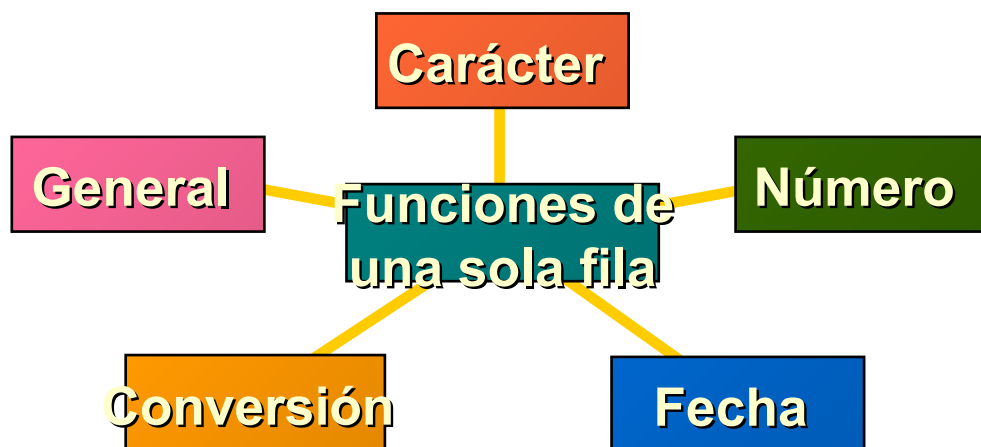 Carácter
General
Número
Funciones de
una sola fila
Conversión
Fecha